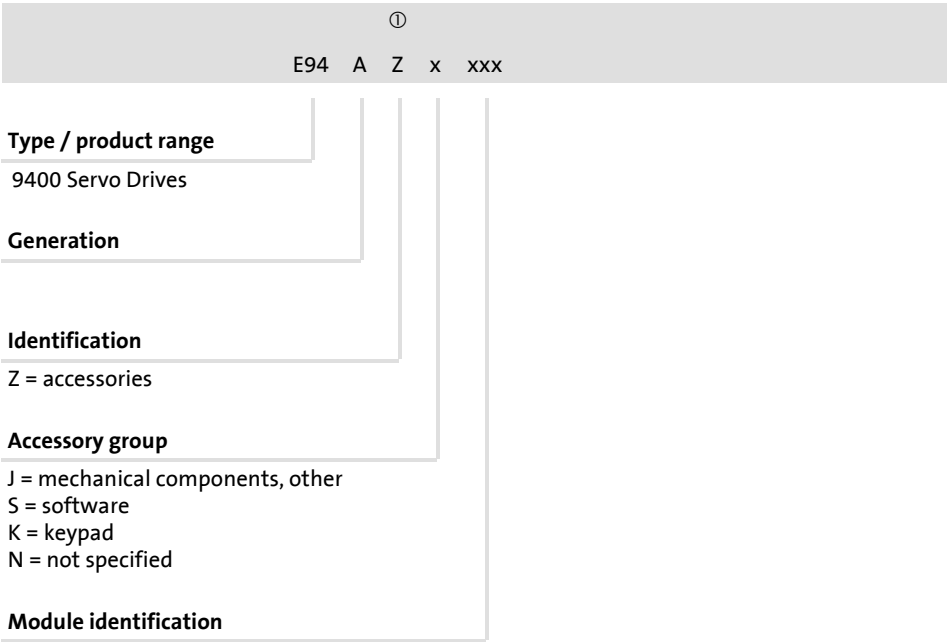 ①
E94 A Z x xxx
Type / product range
9400 Servo Drives
Generation
Identification
Z = accessories
Accessory group
J = mechanical components, other
S = software
K = keypad
N = not specified
Module identification